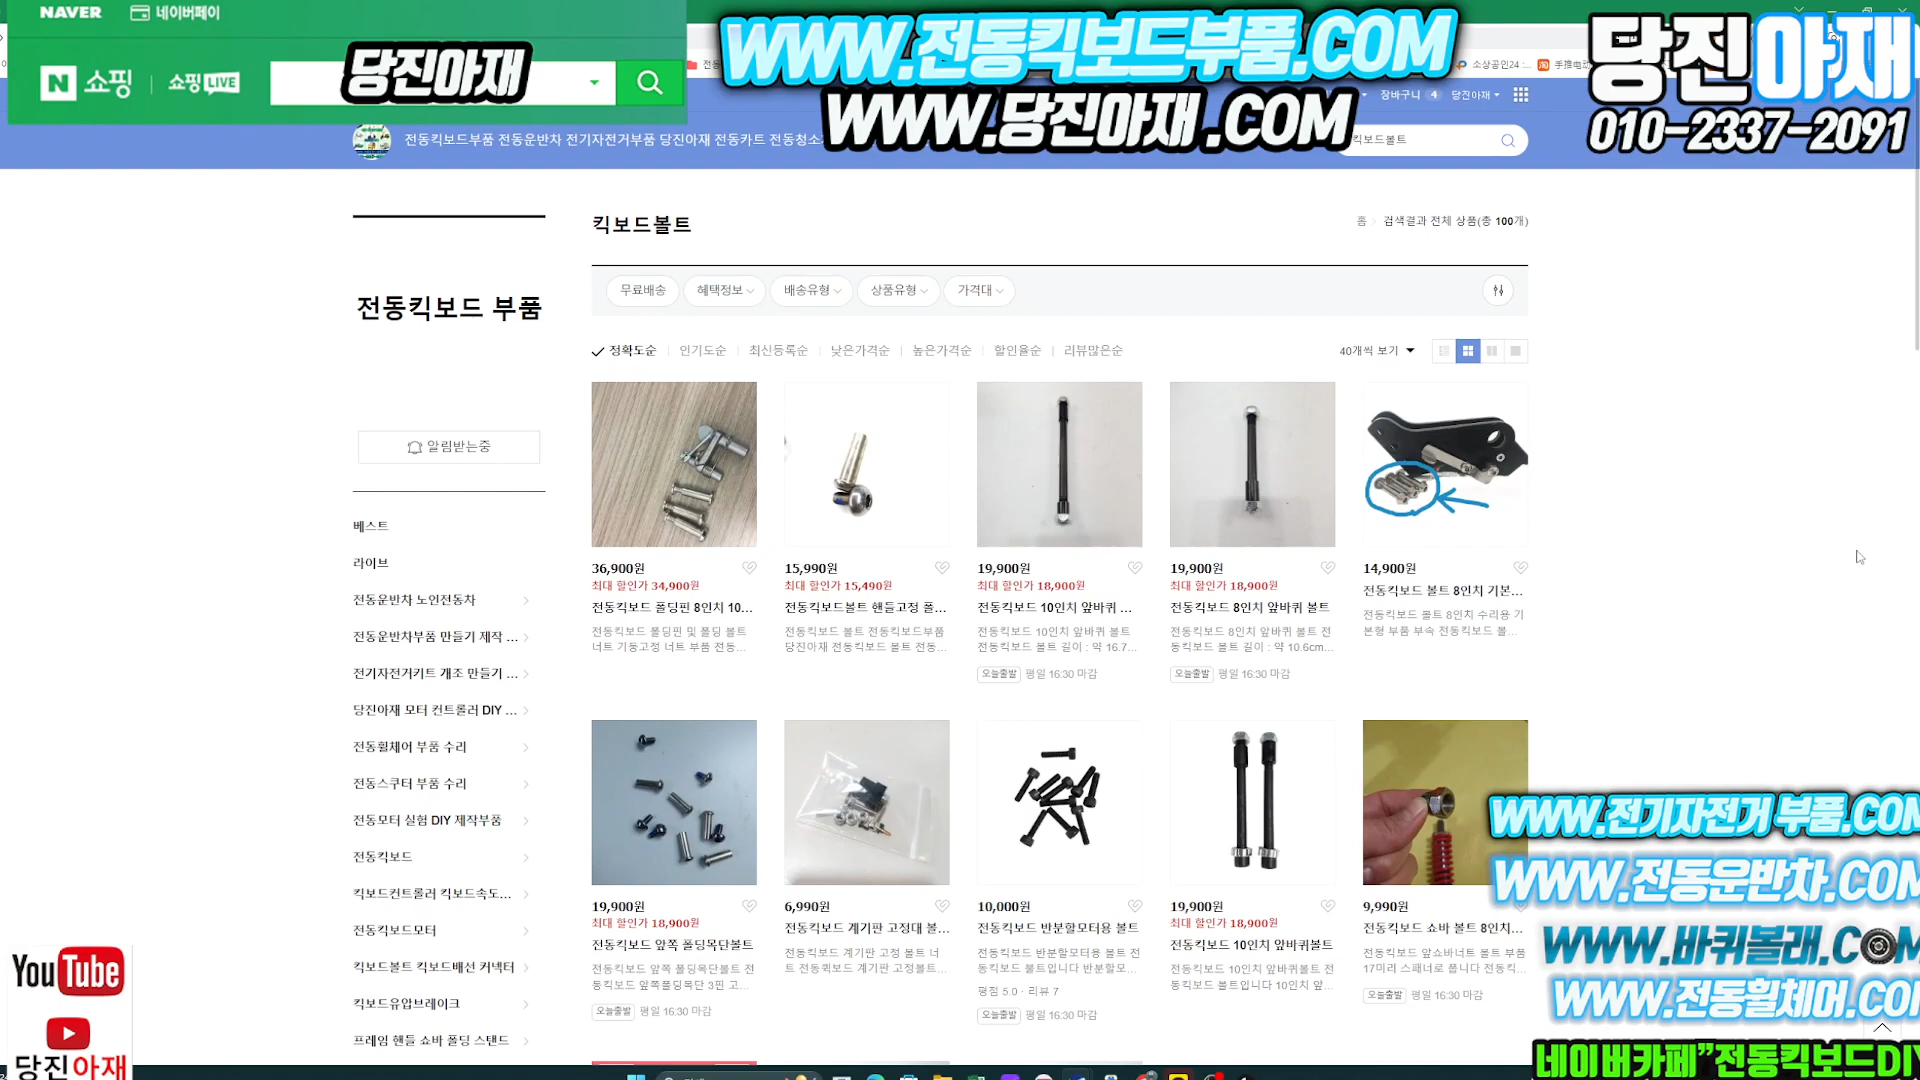 NAVER 네이버페이
N 쇼핑 쇼핑 LIVE
당진아재
WWW.전동킥보드부품.COM
WWW.당진아재.COM
당진아재
010-2337-2091
소상공인24 :...
장바구니 4 당진아재
전동킥보드부품 전동운반차 전기자전거부품 당진아재 전동카트 전동청소
킥보드볼트
킥보드볼트
홈 검색결과 전체 상품(총 100개)
전동킥보드 부품
알림받는중
베스트
라이브
전동운반차 노인전동차
전동운반차부품 만들기 제작 ...
전기자전거키트 개조 만들기 ...
당진아재 모터 컨트롤러 DIY ...
전동휠체어 부품 수리
전동스쿠터 부품 수리
전동모터 실험 DIY 제작부품
전동킥보드
킥보드컨트롤러 킥보드속도...
전동킥보드모터
킥보드볼트 킥보드배선 커넥터
킥보드유압브레이크
프레임 핸들 쇼바 폴딩 스탠드
무료배송 혜택정보 배송유형 상품유형 가격대
정확도순 인기도순 최신등록순 낮은가격순 높은가격순 할인율순 리뷰많은순
40개씩 보기
36,900원
최대 할인가 34,900원
전동킥보드 폴딩핀 8인치 10...
전동킥보드 폴딩핀 및 폴딩 볼트
너트 기둥고정 너트 부품 전동...
15,990원
최대 할인가 15,490원
전동킥보드볼트 핸들고정 폴...
전동킥보드 볼트 전동킥보드부품
당진아재 전동킥보드 볼트 전동...
19,900원
최대 할인가 18,900원
전동킥보드 10인치 앞바퀴 ...
전동킥보드 10인치 앞바퀴 볼트
전동킥보드 볼트 길이 : 약 16.7...
오늘출발 평일 16:30 마감
19,900원
최대 할인가 18,900원
전동킥보드 8인치 앞바퀴 볼트
전동킥보드 8인치 앞바퀴 볼트 전
동킥보드 볼트 길이 : 약 10.6cm...
오늘출발 평일 16:30 마감
14,900원
전동킥보드 볼트 8인치 기본...
전동킥보드 볼트 8인치 수리용 기
본형 부품 부속 전동킥보드 볼...
19,900원
최대 할인가 18,900원
전동킥보드 앞쪽 폴딩목단볼트
전동킥보드 앞쪽 폴딩목단볼트 전
동킥보드 앞쪽폴딩목단 3핀 고...
오늘출발 평일 16:30 마감
6,990원
전동킥보드 계기판 고정대 볼...
전동킥보드 계기판 고정 볼트 너
트 전동퀵보드 계기판 고정볼트...
10,000원
전동킥보드 반분할모터용 볼트
전동킥보드 반분할모터용 볼트 전
동킥보드 볼트입니다 반분할모...
평점 5.0 · 리뷰 7
오늘출발 평일 16:30 마감
19,900원
최대 할인가 18,900원
전동킥보드 10인치 앞바퀴볼트
전동킥보드 10인치 앞바퀴볼트 전
동킥보드 볼트입니다 10인치 앞...
9,990원
전동킥보드 쇼바 볼트 8인치...
전동킥보드 앞쇼바너트 볼트 부품
17미리 스패너로 풉니다 전동킥...
오늘출발 평일 16:30 마감
WWW.전기자전거 부품.COM
WWW.전동운반차.COM
WWW.바퀴볼래.COM
WWW.전동휠체어.COM
네이버카페"전동킥보드DIY
YouTube
당진아재